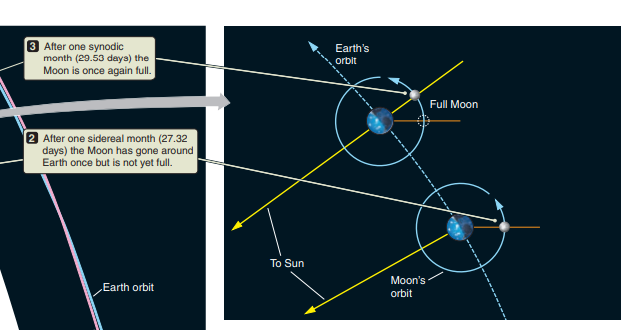 3 After one synodic
month (29.53 days) the
Moon is once again full.
2 After one sidereal month (27.32
days) the Moon has gone around
Earth once but is not yet full.
Earth orbit
Earth's
orbit
Full Moon
To Sun
Moon's
orbit